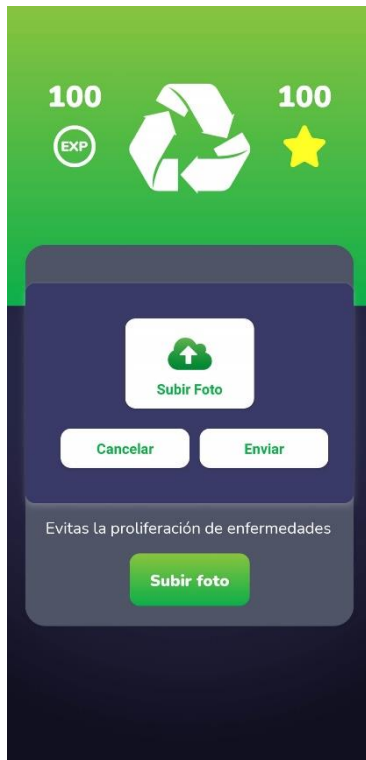 100
100
EXP
Subir Foto
Cancelar
Enviar
Evitas la proliferación de enfermedades
Subir foto